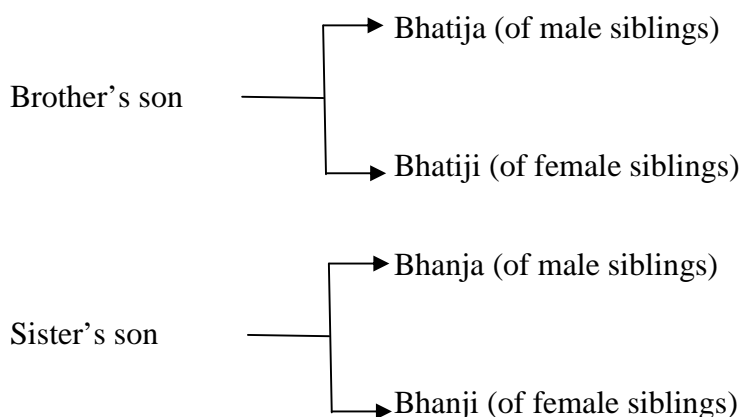 Bhatija (of male siblings)
Brother’s son
Bhatiji (of female siblings)
Bhanja (of male siblings)
Sister’s son
Bhanji (of female siblings)